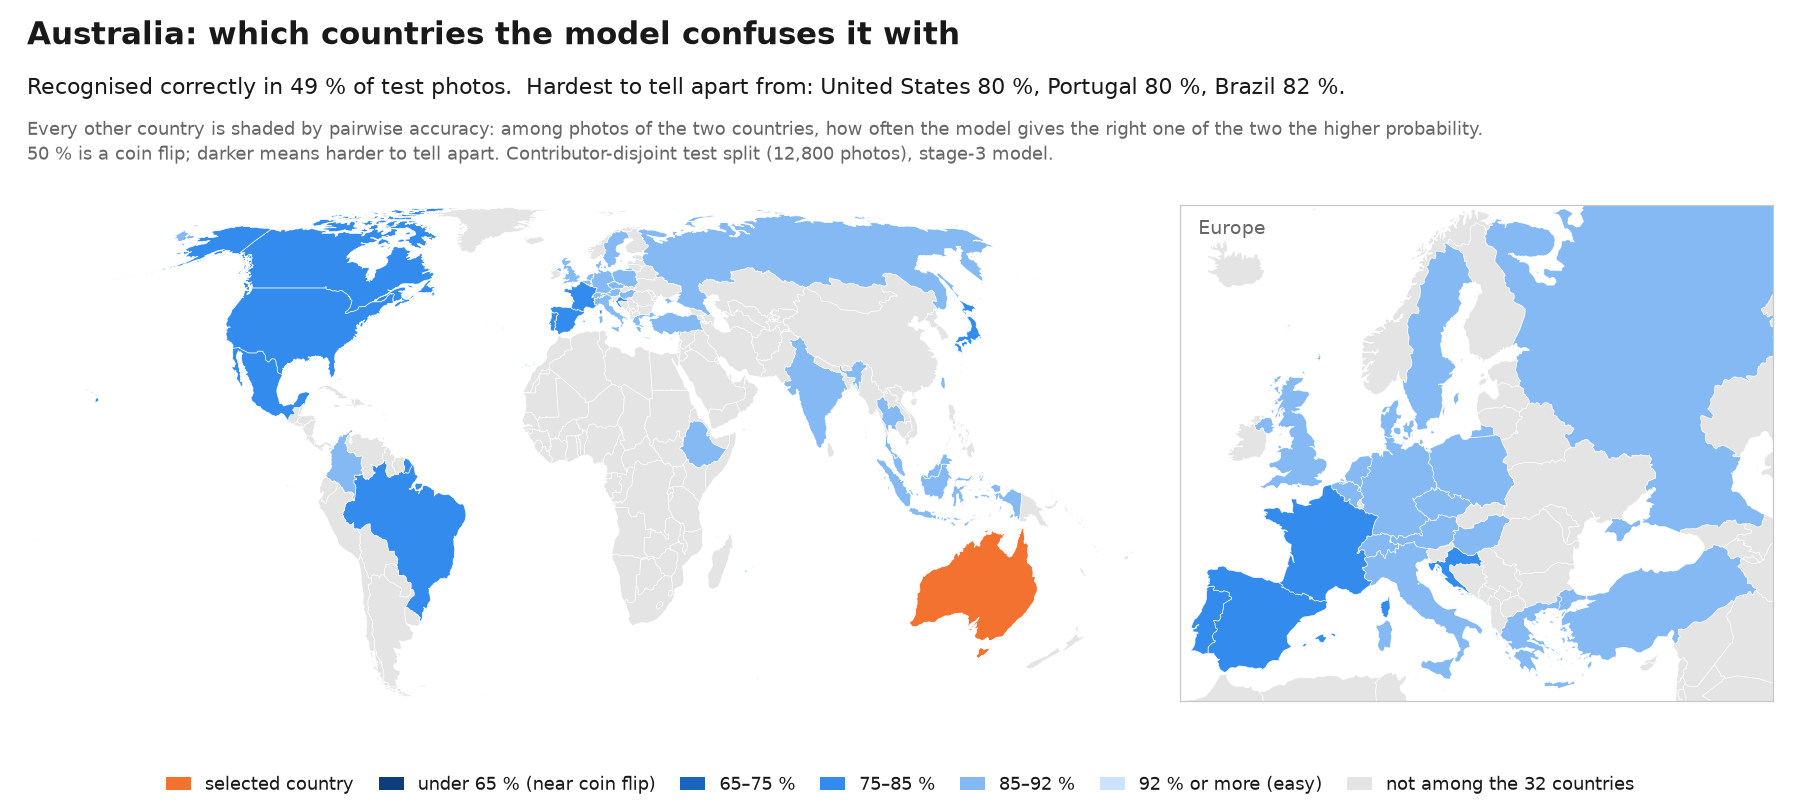 Australia: which countries the model confuses it with
Recognised correctly in 49 % of test photos.  Hardest to tell apart from: United States 80 %, Portugal 80 %, Brazil 82 %.
Every other country is shaded by pairwise accuracy: among photos of the two countries, how often the model gives the right one of the two the higher probability.
50 % is a coin flip; darker means harder to tell apart. Contributor-disjoint test split (12,800 photos), stage-3 model.
Europe
selected country
under 65 % (near coin flip)
65–75 %
75–85 %
85–92 %
92 % or more (easy)
not among the 32 countries